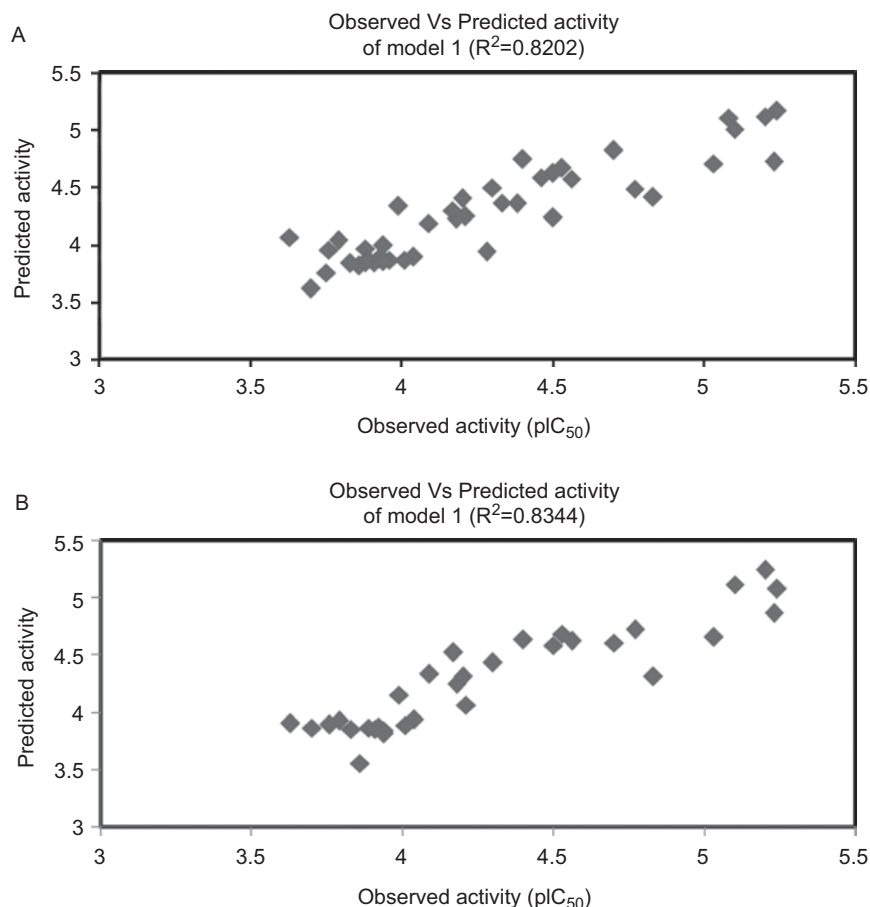 A
Observed Vs Predicted activity
of model 1 (R²=0.8202)
5.5
5
4.5
4
3.5
3
Predicted activity
3 3.5 4 4.5 5 5.5
Observed activity (pIC₅₀)
B
Observed Vs Predicted activity
of model 1 (R²=0.8344)
5.5
5
4.5
4
3.5
3
Predicted activity
3 3.5 4 4.5 5 5.5
Observed activity (pIC₅₀)